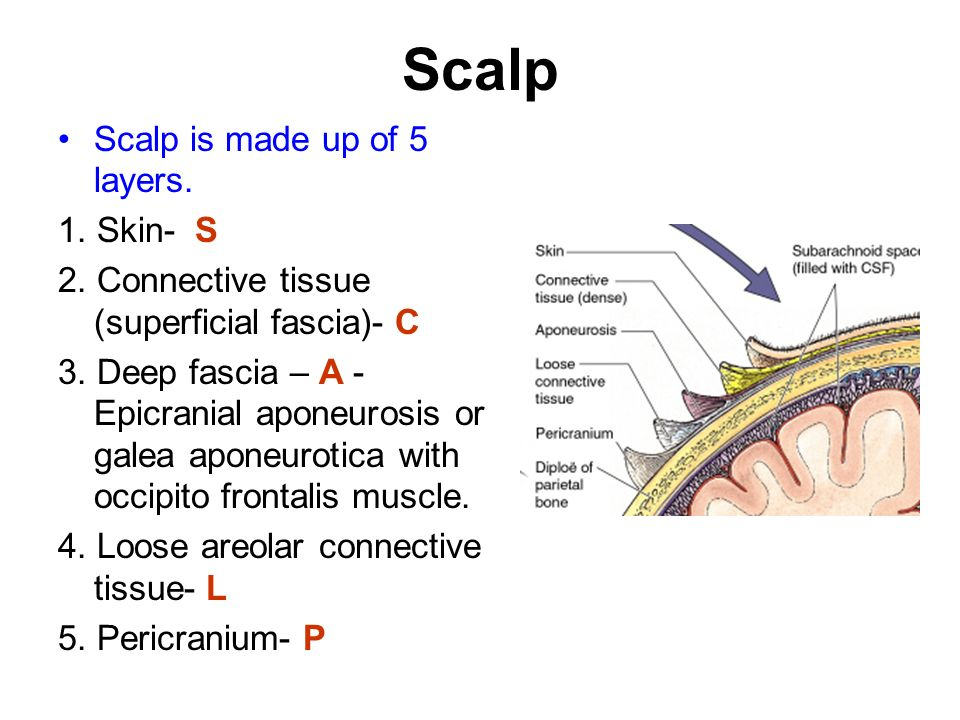 Scalp
• Scalp is made up of 5
layers.
1. Skin- S
2. Connective tissue
(superficial fascia)- C
3. Deep fascia – A -
Epicranial aponeurosis or
galea aponeurotica with
occipito frontalis muscle.
4. Loose areolar connective
tissue- L
5. Pericranium- P
Skin
Connective
tissue (dense)
Aponeurosis
Loose
connective
tissue
Pericranium
Diploë of
parietal
bone
Subarachnoid space
(filled with CSF)